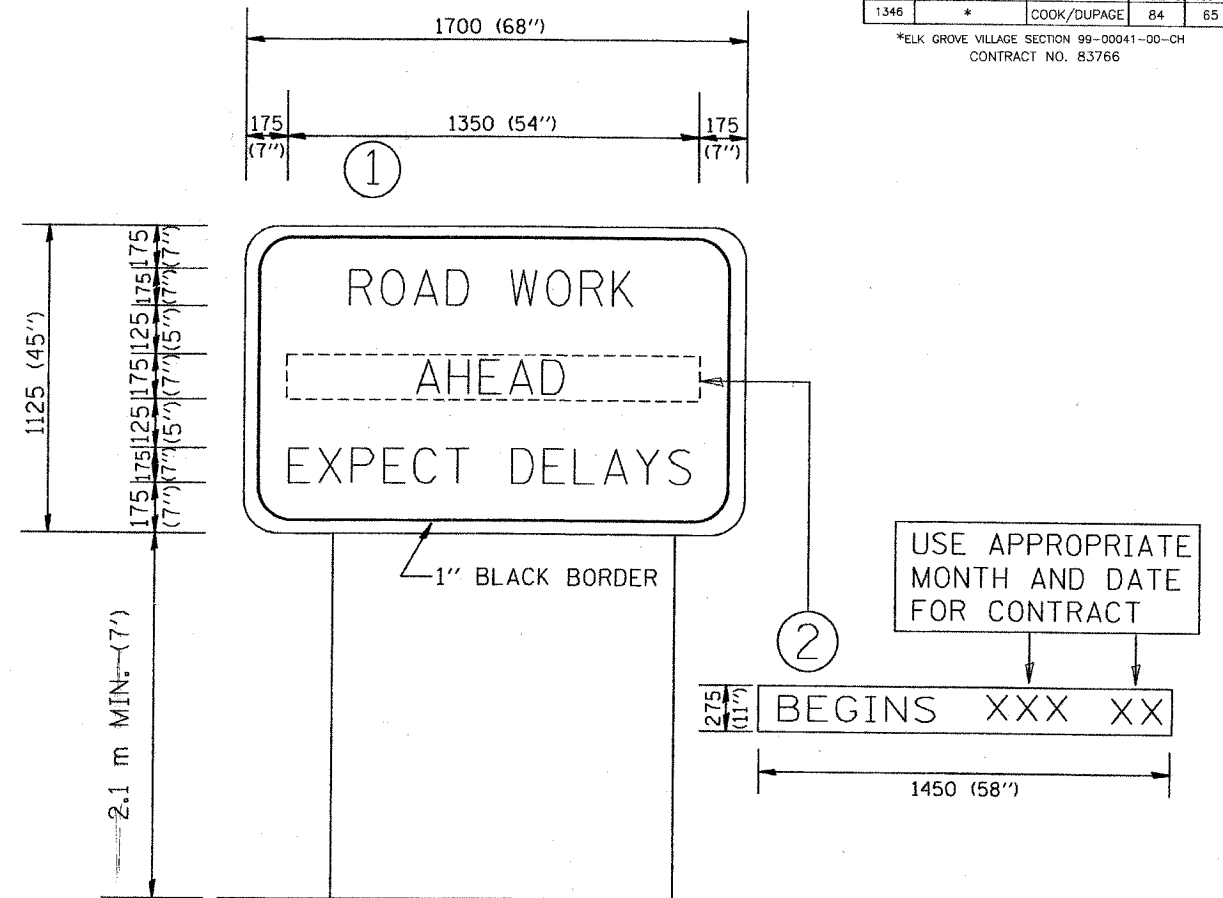 1346 * COOK/DUPAGE 84 65
*ELK GROVE VILLAGE SECTION 99-00041-00-CH
CONTRACT NO. 83766
1700 (68'')
175 (7'')
1350 (54'')
175 (7'')
1
1125 (45'')
175 (7'')
175 (7'')
125 (5'')
175 (7'')
125 (5'')
175 (7'')
175 (7'')
ROAD WORK
AHEAD
EXPECT DELAYS
1'' BLACK BORDER
2.1 m MIN. (7')
2
USE APPROPRIATE
MONTH AND DATE
FOR CONTRACT
275 (11'')
BEGINS XXX XX
1450 (58'')